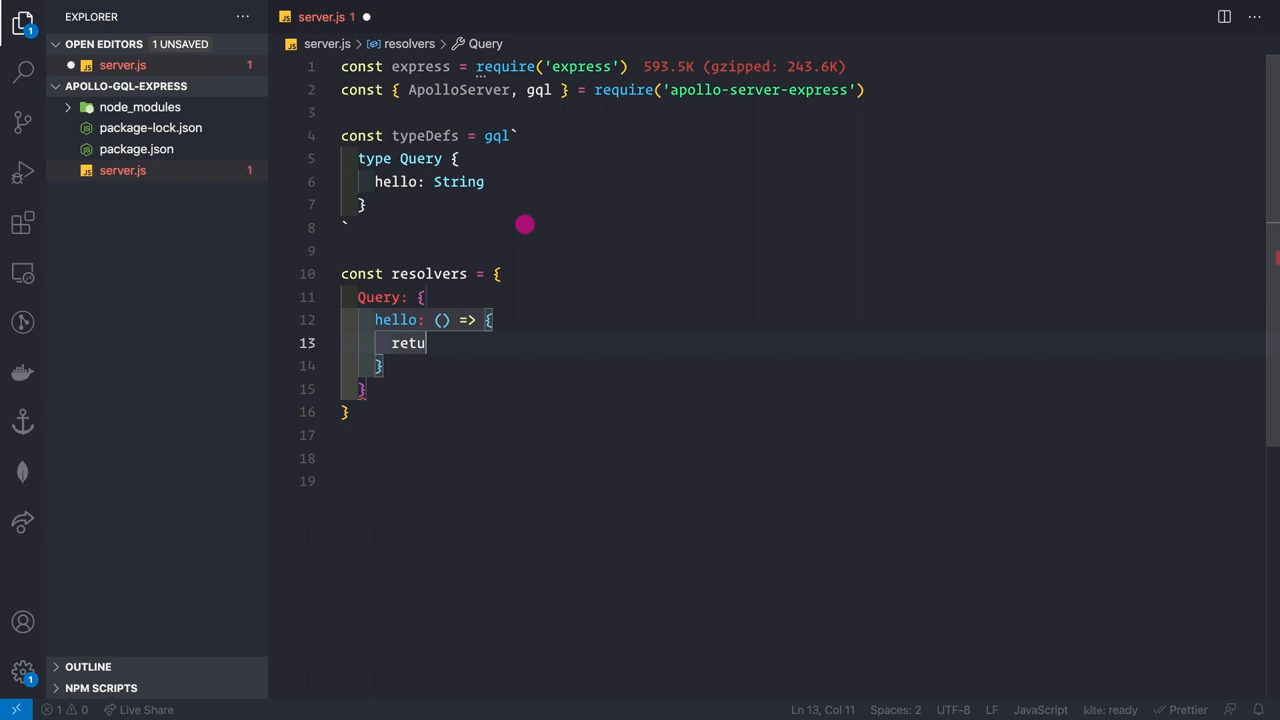 EXPLORER
OPEN EDITORS 1 UNSAVED
server.js 1
APOLLO-GQL-EXPRESS
node_modules
package-lock.json
package.json
server.js 1
OUTLINE
NPM SCRIPTS
server.js 1
server.js > resolvers > Query
1 const express = require('express') 593.5K (gzipped: 243.6K)
2 const { ApolloServer, gql } = require('apollo-server-express')
3
4 const typeDefs = gql`
5 type Query {
6 hello: String
7 }
8 `
9
10 const resolvers = {
11 Query: {
12 hello: () => {
13 retu
14 }
15 }
16 }
17
18
19
1
1
1 0 Live Share Ln 13, Col 11 Spaces: 2 UTF-8 LF JavaScript kite: ready Prettier